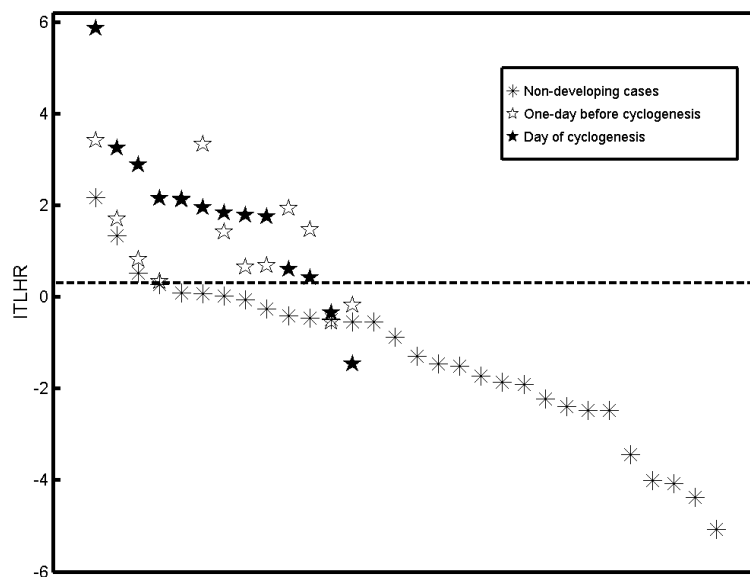 6
4
2
0
-2
-4
-6
ITLHR
Non-developing cases
One-day before cyclogenesis
Day of cyclogenesis